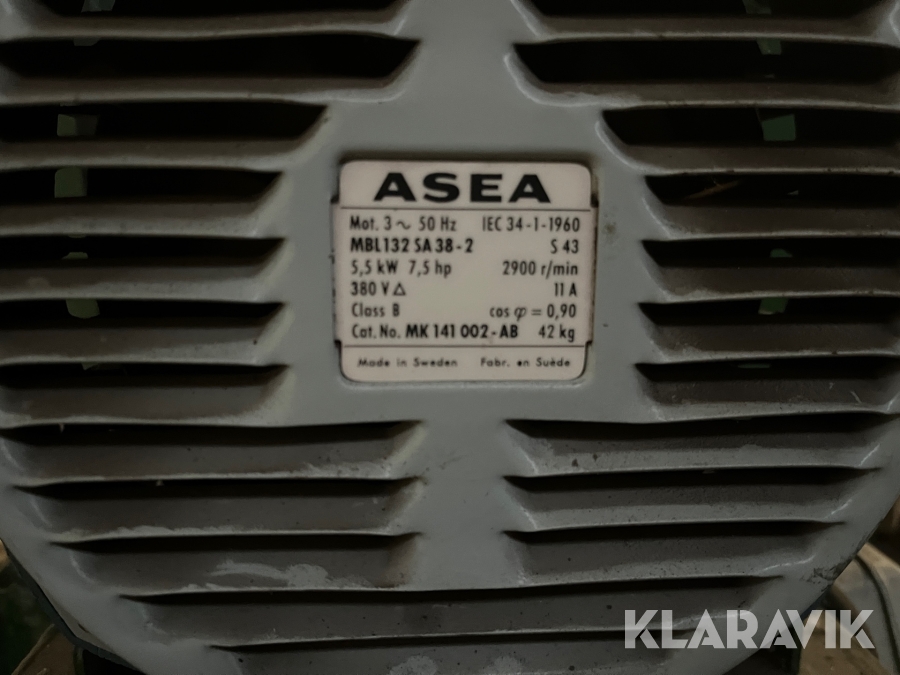 ASEA
Mot. 3~ 50 Hz IEC 34-1-1960
MBL132 SA 38-2 S 43
5,5 kW 7,5 hp 2900 r/min
380 V △ 11 A
Class B cos φ = 0,90
Cat. No. MK 141 002-AB 42 kg
Made in Sweden Fabr. en Suède
KLARAVIK